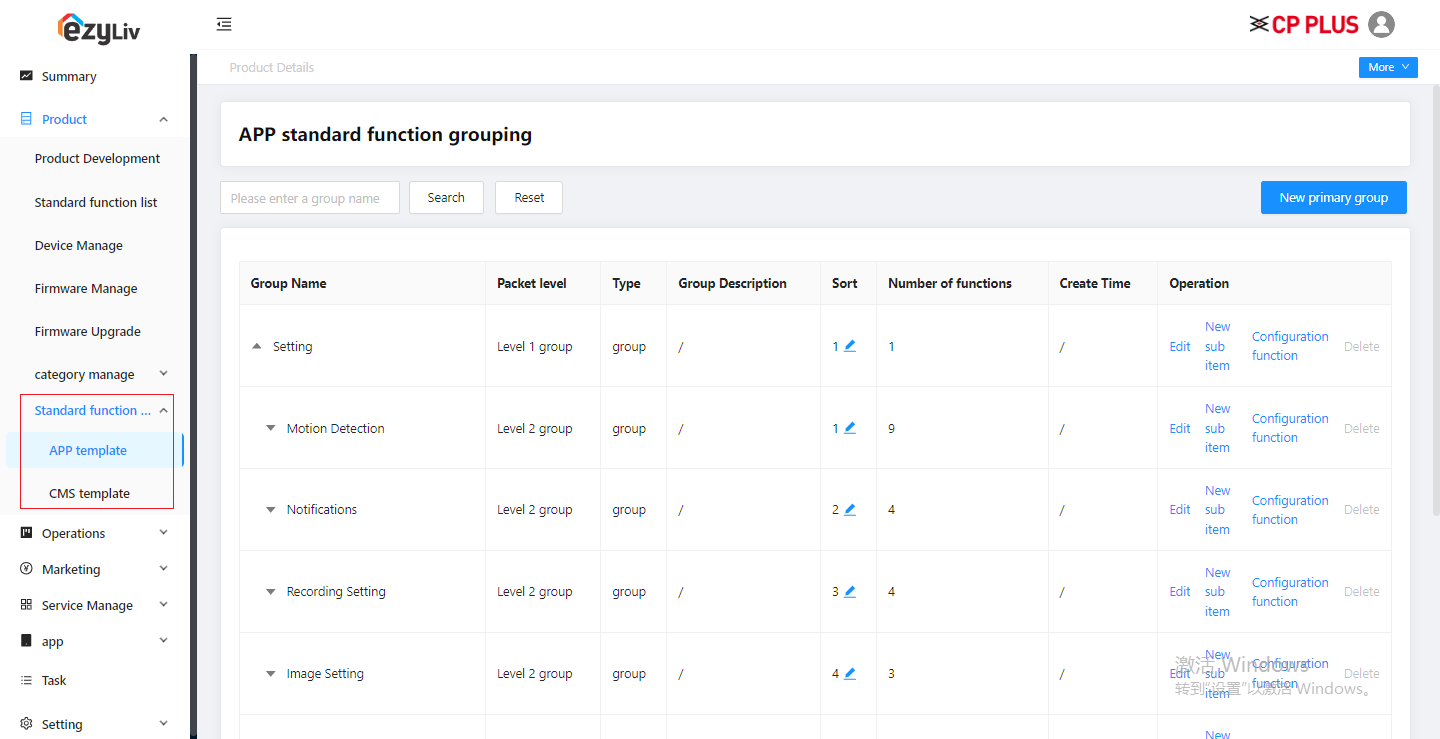 ezyLiv
CP PLUS
Summary
Product
Product Development
Standard function list
Device Manage
Firmware Manage
Firmware Upgrade
category manage
Standard function ...
APP template
CMS template
Operations
Marketing
Service Manage
app
Task
Setting
Product Details
More
APP standard function grouping
Please enter a group name
Search
Reset
New primary group
Group Name Packet level Type Group Description Sort Number of functions Create Time Operation
Setting Level 1 group group / 1 1 / Edit New sub item Configuration function Delete
Motion Detection Level 2 group group / 1 9 / Edit New sub item Configuration function Delete
Notifications Level 2 group group / 2 4 / Edit New sub item Configuration function Delete
Recording Setting Level 2 group group / 3 4 / Edit New sub item Configuration function Delete
Image Setting Level 2 group group / 4 3 / Edit New sub item Configuration function Delete
New
激活 Windows
转到“设置”以激活 Windows。